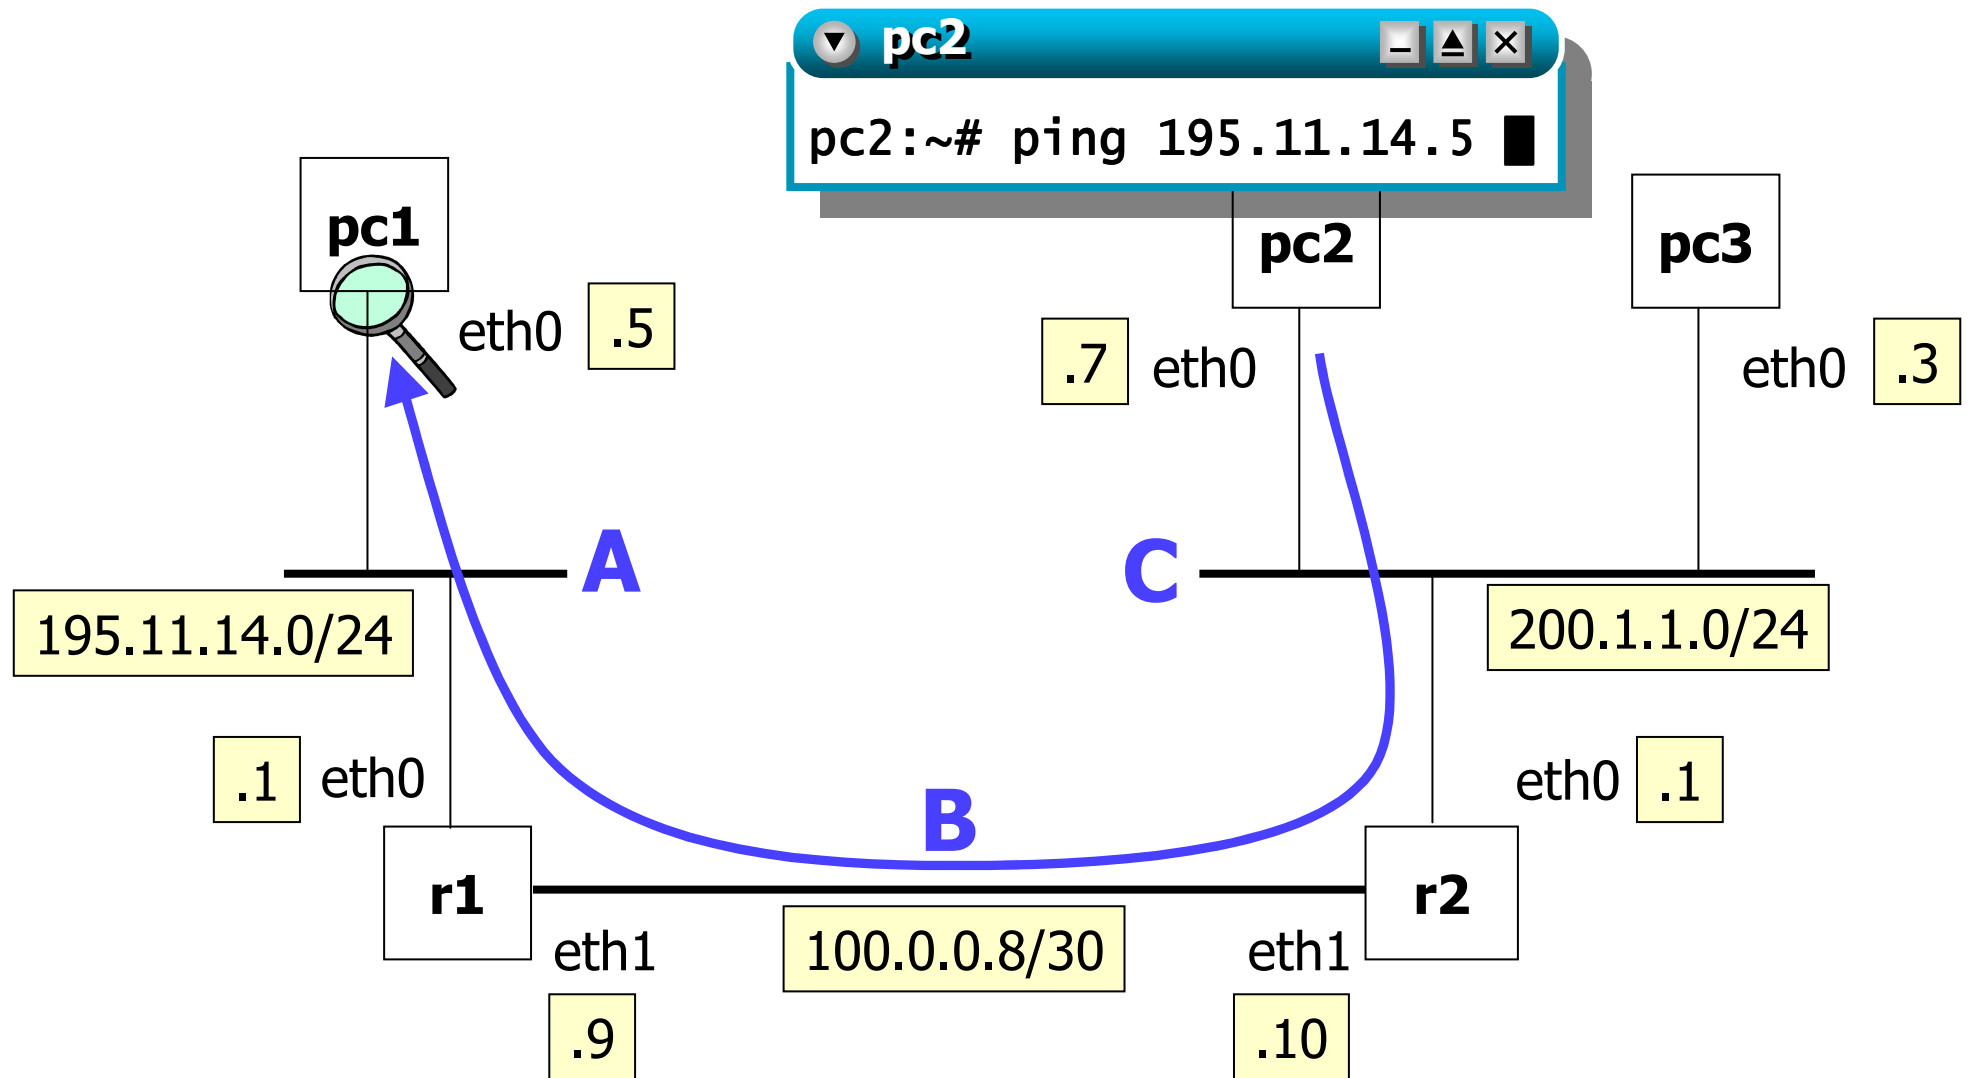 pc2
pc2:~# ping 195.11.14.5
pc1
pc2
pc3
eth0 .5
.7 eth0
eth0 .3
A
C
195.11.14.0/24
200.1.1.0/24
.1 eth0
eth0 .1
B
r1
r2
eth1
100.0.0.8/30
eth1
.9
.10